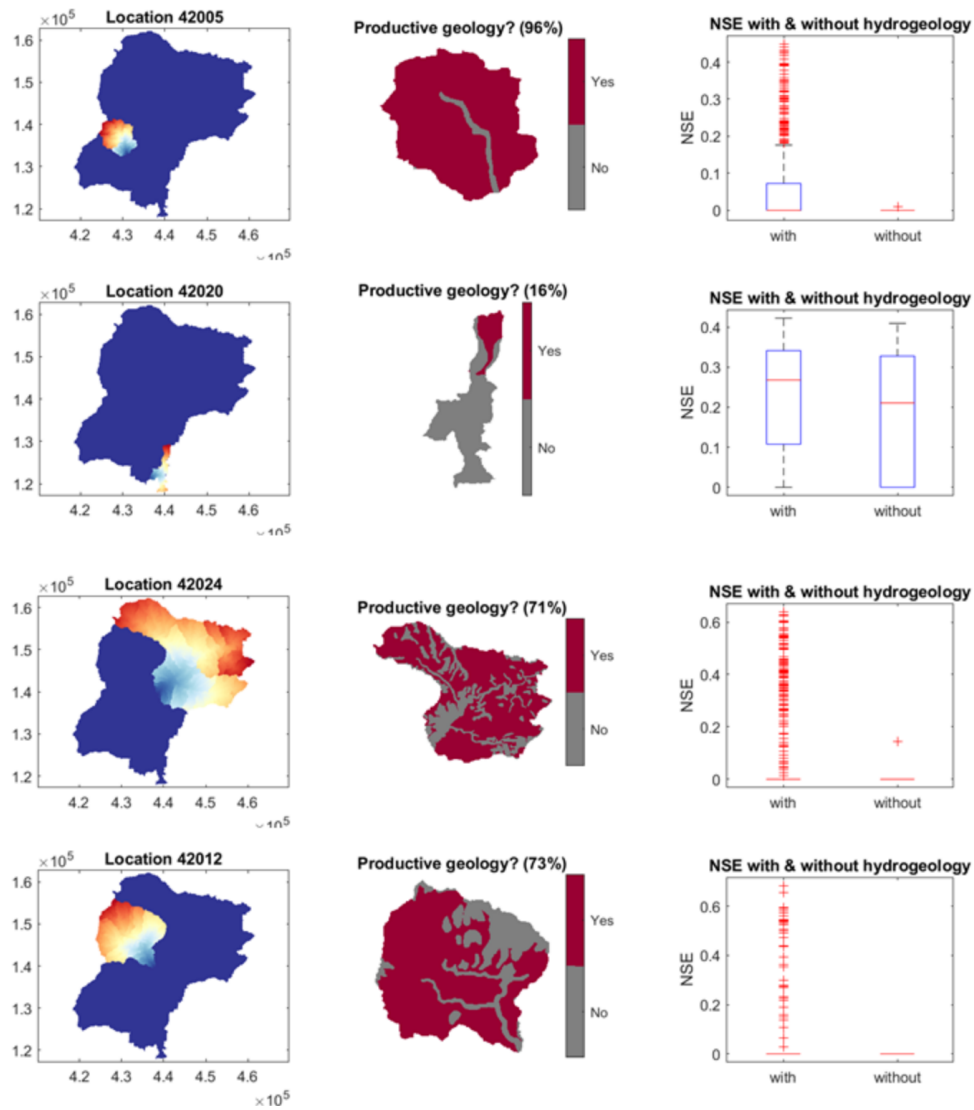 Location 42005
×10⁵
1.6
1.5
1.4
1.3
1.2
4.2 4.3 4.4 4.5 4.6
×10⁵
Productive geology? (96%)
Yes
No
NSE with & without hydrogeology
NSE
0.4
0.3
0.2
0.1
0
with without
Location 42020
×10⁵
1.6
1.5
1.4
1.3
1.2
4.2 4.3 4.4 4.5 4.6
×10⁵
Productive geology? (16%)
Yes
No
NSE with & without hydrogeology
NSE
0.4
0.3
0.2
0.1
0
with without
Location 42024
×10⁵
1.6
1.5
1.4
1.3
1.2
4.2 4.3 4.4 4.5 4.6
×10⁵
Productive geology? (71%)
Yes
No
NSE with & without hydrogeology
NSE
0.6
0.4
0.2
0
with without
Location 42012
×10⁵
1.6
1.5
1.4
1.3
1.2
4.2 4.3 4.4 4.5 4.6
×10⁵
Productive geology? (73%)
Yes
No
NSE with & without hydrogeology
NSE
0.6
0.4
0.2
0
with without